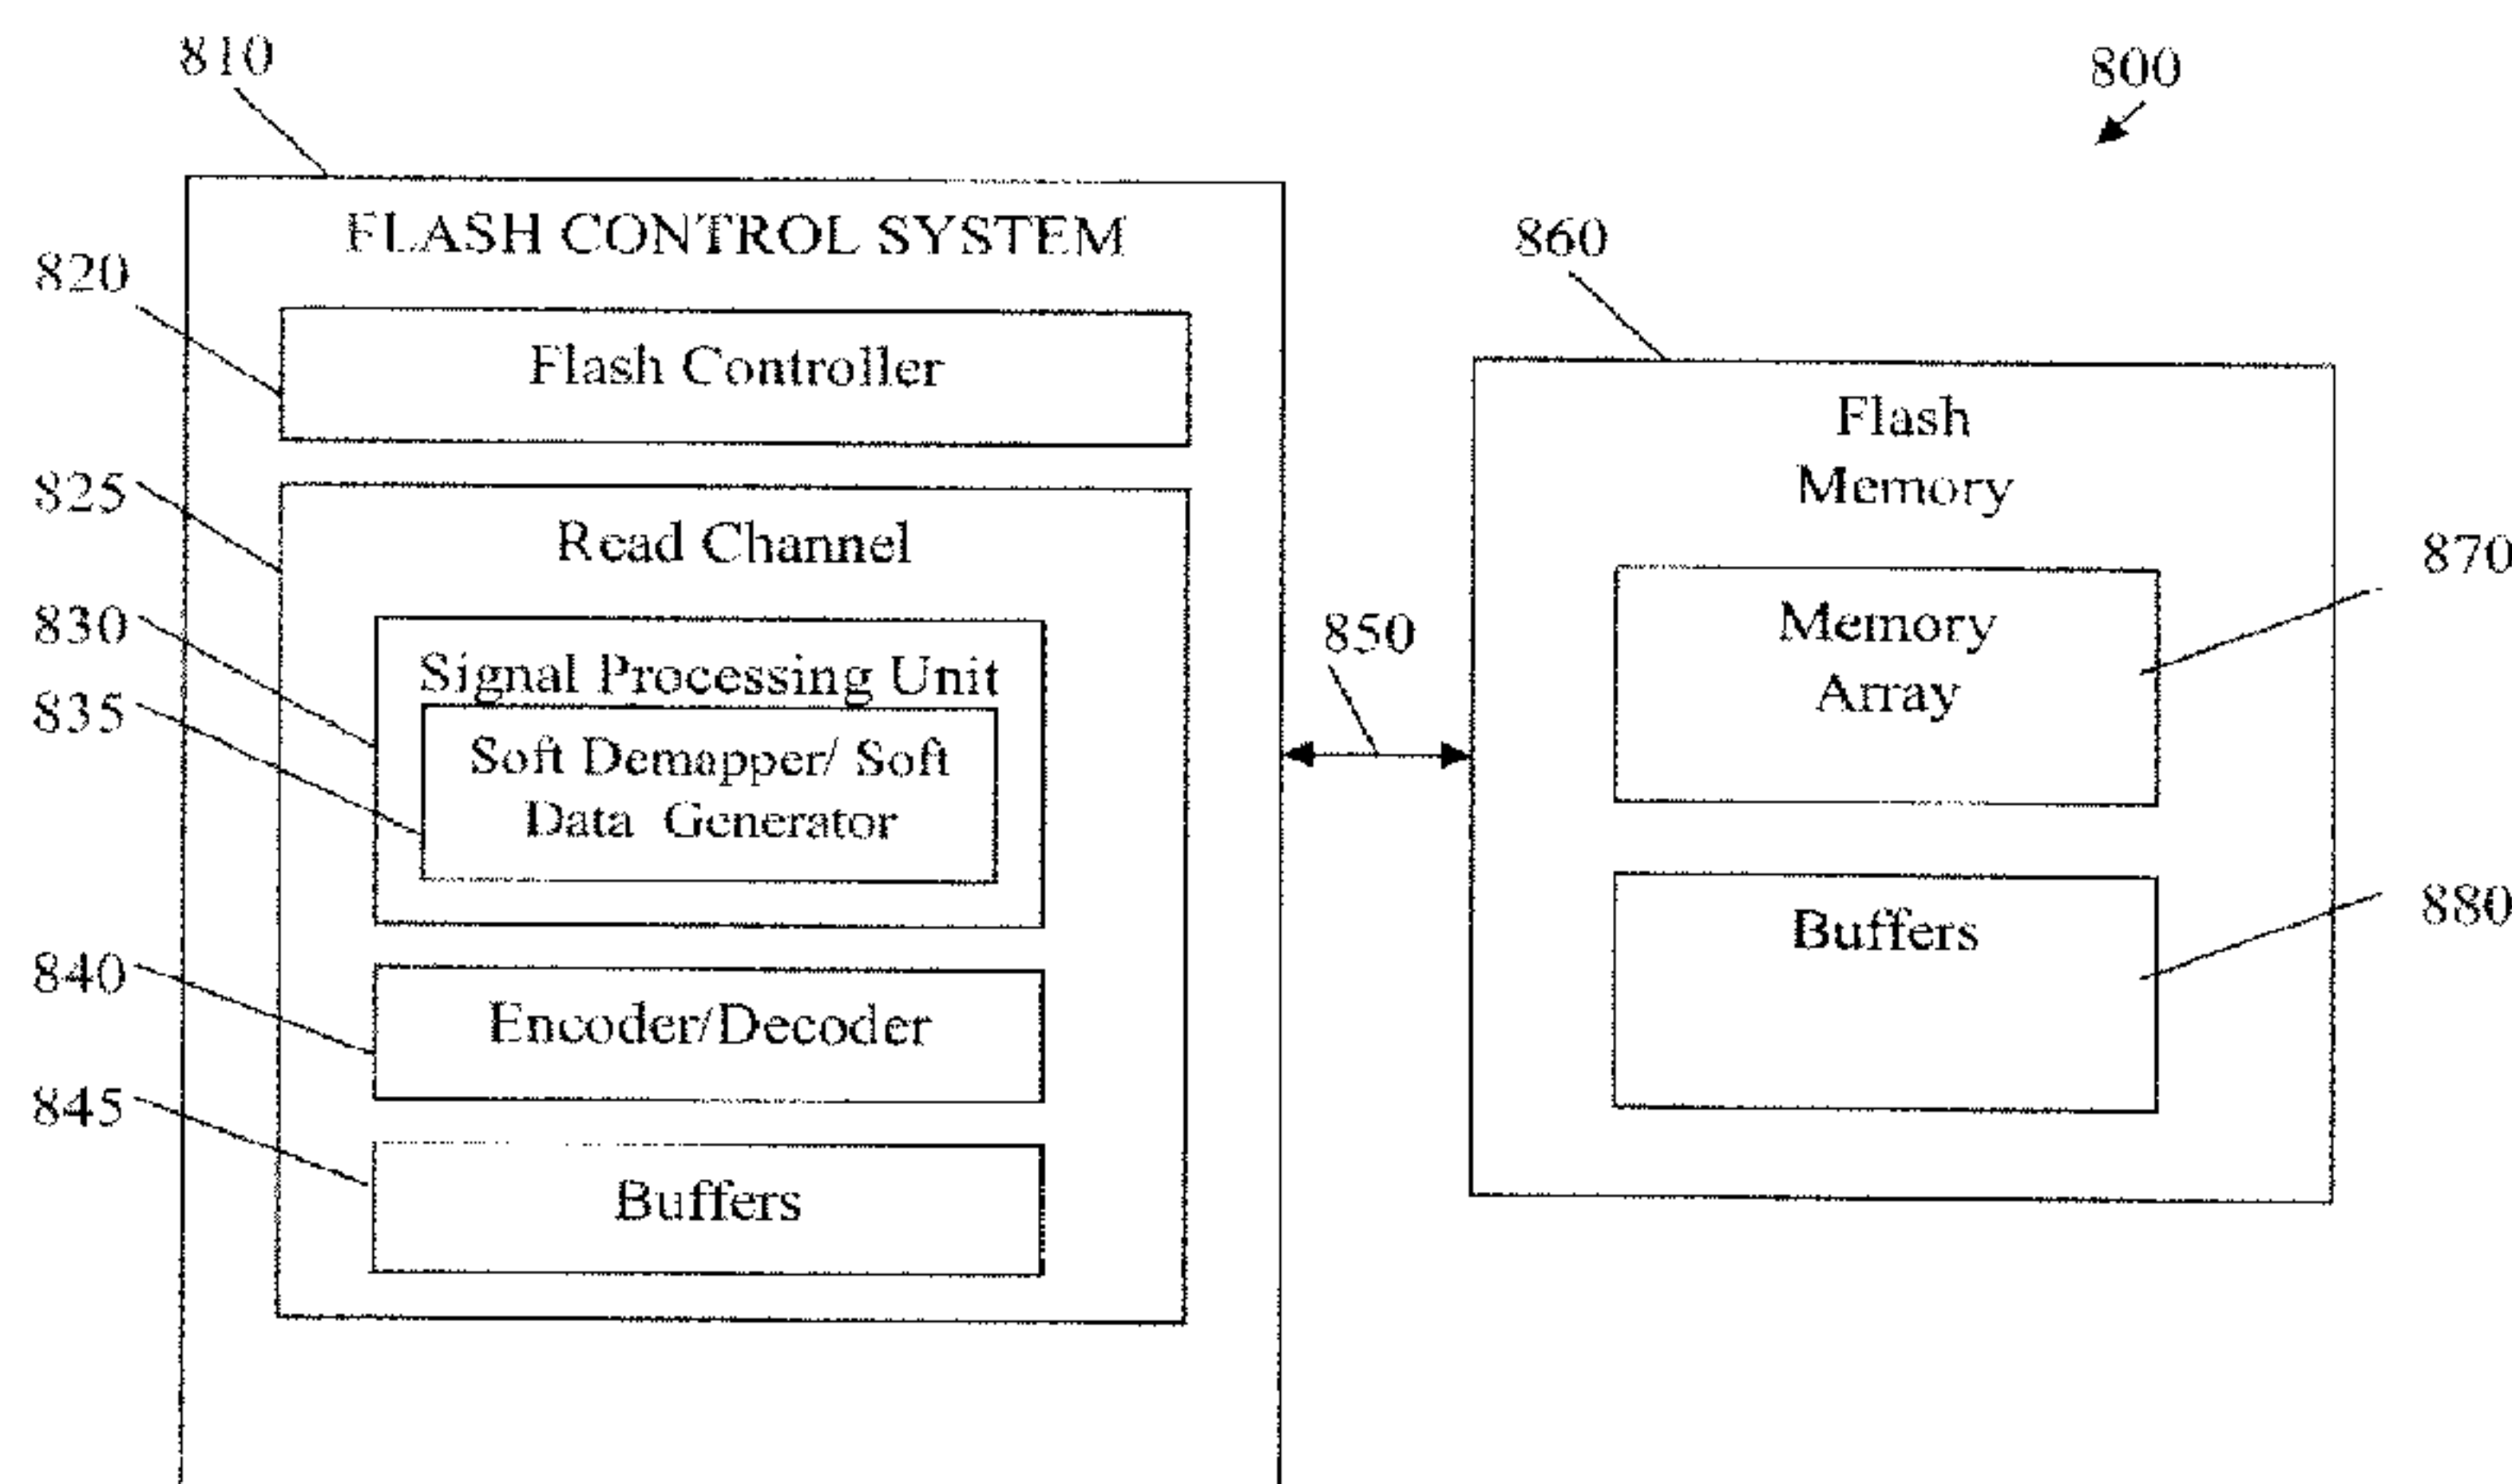 810
800
FLASH CONTROL SYSTEM
820
Flash Controller
825
Read Channel
830
Signal Processing Unit
835
Soft Demapper/ Soft
Data Generator
840
Encoder/Decoder
845
Buffers
850
860
Flash
Memory
870
Memory
Array
880
Buffers